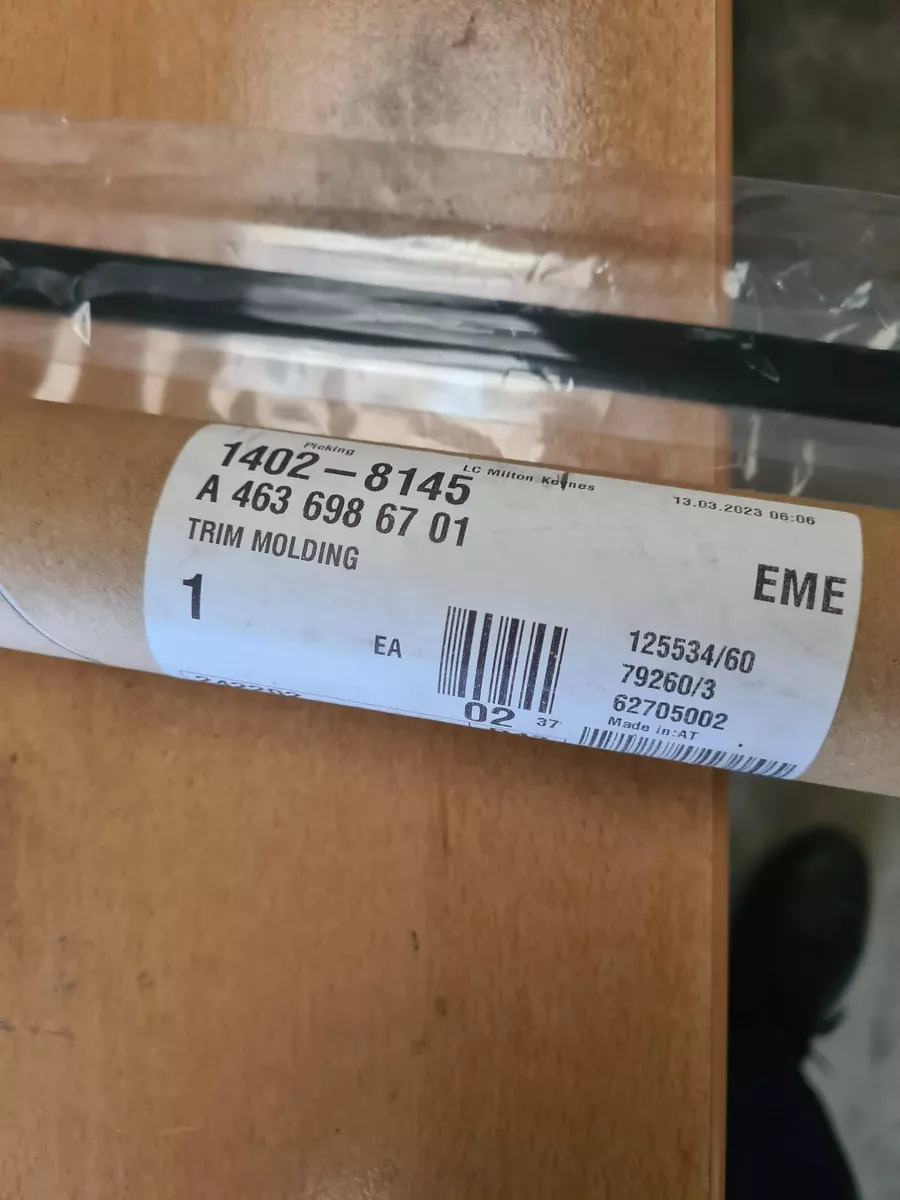 Picking
1402-8145
LC Milton Keynes
13.03.2023 06:06
A 463 698 67 01
TRIM MOLDING
EME
1
EA
125534/60
79260/3
62705002
02 37
Made in:AT